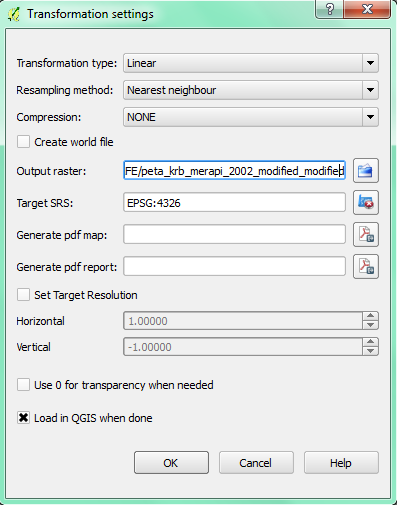 Transformation settings
?
Transformation type: Linear
Resampling method: Nearest neighbour
Compression: NONE
Create world file
Output raster: FE/peta_krb_merapi_2002_modified_modified
Target SRS: EPSG:4326
Generate pdf map:
Generate pdf report:
Set Target Resolution
Horizontal 1.00000
Vertical -1.00000
Use 0 for transparency when needed
Load in QGIS when done
OK Cancel Help